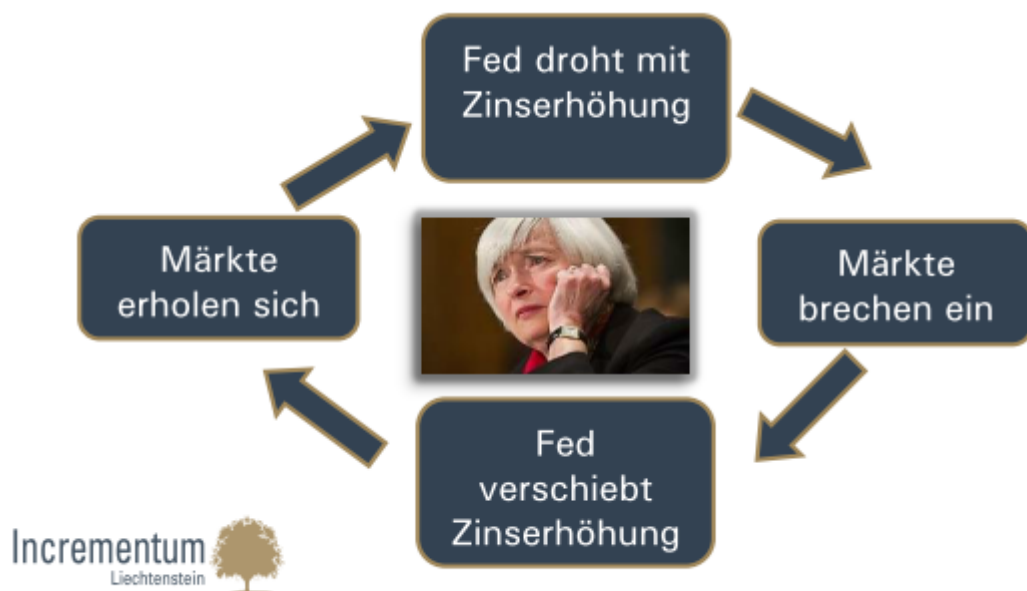 Fed droht mit
Zinserhöhung
Märkte
erholen sich
Märkte
brechen ein
Fed
verschiebt
Zinserhöhung
Incrementum
Liechtenstein